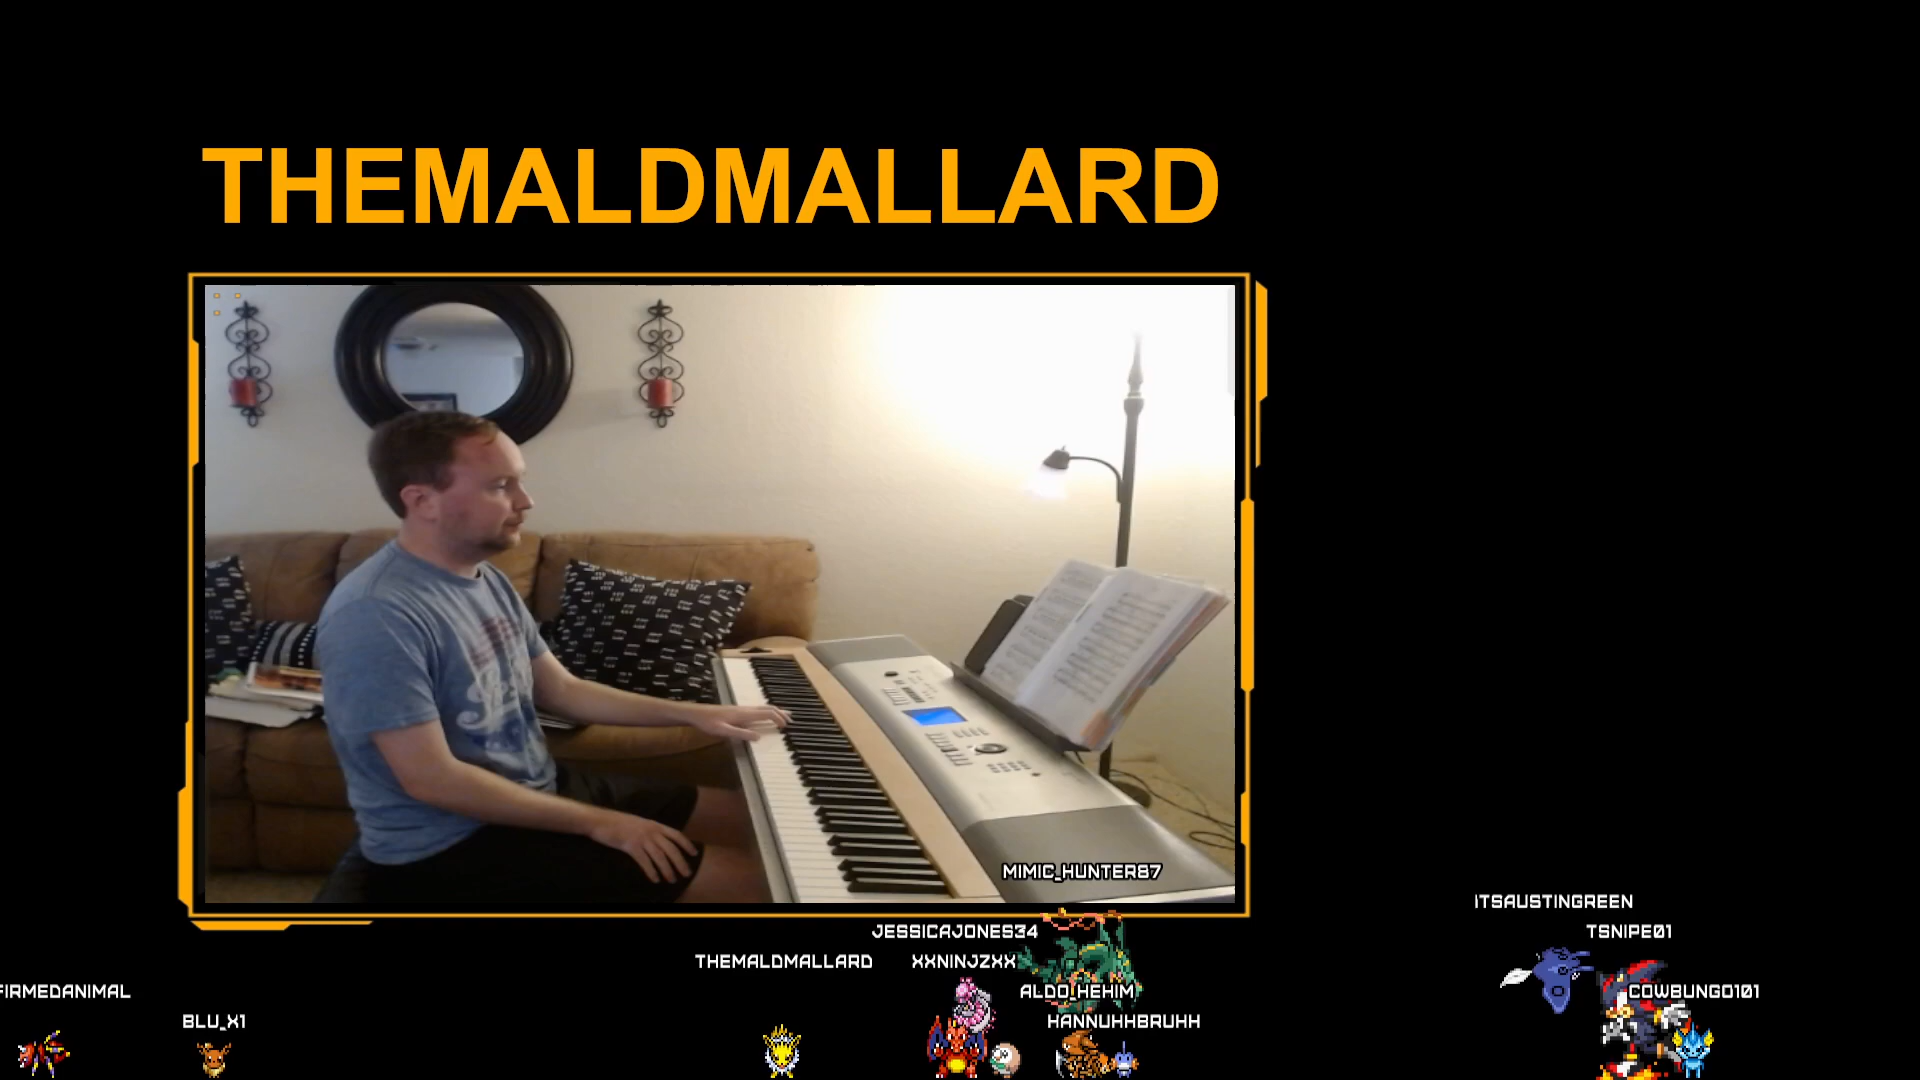 THEMALDMALLARD
MIMIC_HUNTER87
ITSAUSTINGREEN
JESSICAJONES34
TSNIPE01
THEMALDMALLARD
XXNINJZXX
FIRMEDANIMAL
ALDO_HEHIM
COWBUNGO101
BLU_X1
HANNUHHBRUHH